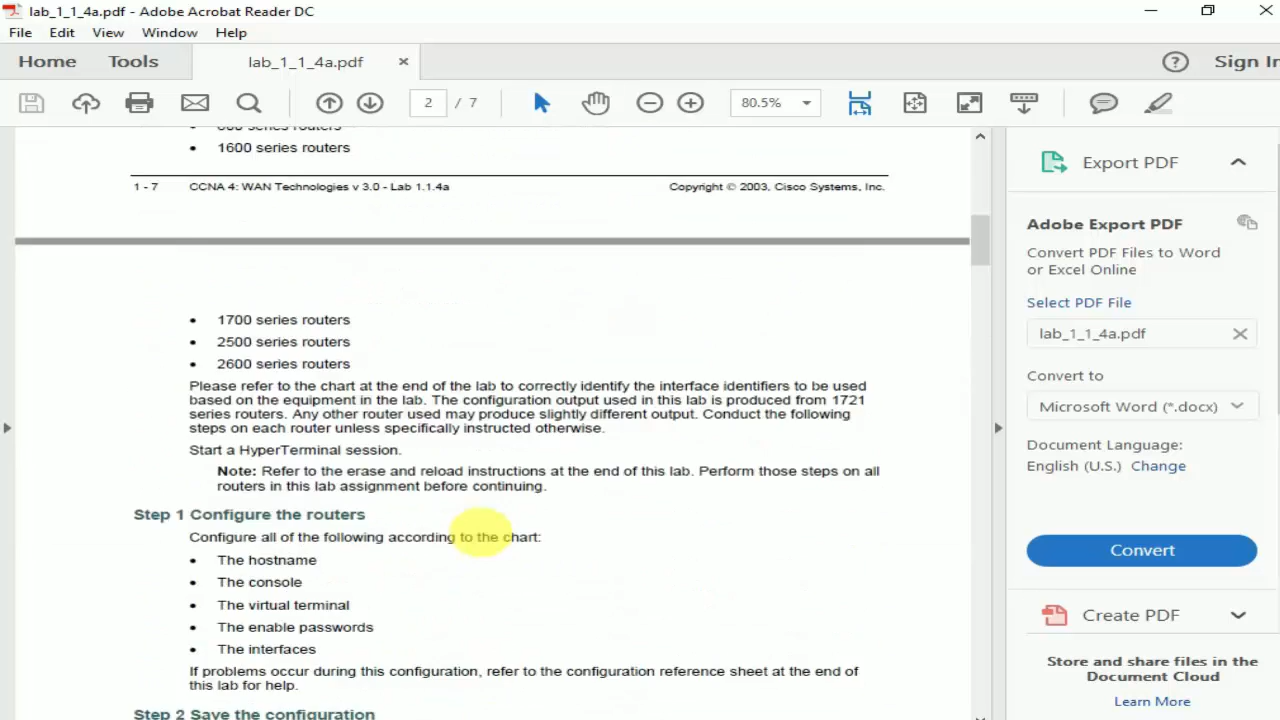 lab_1_1_4a.pdf - Adobe Acrobat Reader DC
File Edit View Window Help
Home Tools lab_1_1_4a.pdf × Sign In
2 / 7 80.5%
800 series routers
1600 series routers
1 - 7 CCNA 4: WAN Technologies v 3.0 - Lab 1.1.4a Copyright © 2003, Cisco Systems, Inc.
1700 series routers
2500 series routers
2600 series routers
Please refer to the chart at the end of the lab to correctly identify the interface identifiers to be used
based on the equipment in the lab. The configuration output used in this lab is produced from 1721
series routers. Any other router used may produce slightly different output. Conduct the following
steps on each router unless specifically instructed otherwise.
Start a HyperTerminal session.
Note: Refer to the erase and reload instructions at the end of this lab. Perform those steps on all
routers in this lab assignment before continuing.
Step 1 Configure the routers
Configure all of the following according to the chart:
The hostname
The console
The virtual terminal
The enable passwords
The interfaces
If problems occur during this configuration, refer to the configuration reference sheet at the end of
this lab for help.
Step 2 Save the configuration
Export PDF
Adobe Export PDF
Convert PDF Files to Word
or Excel Online
Select PDF File
lab_1_1_4a.pdf
Convert to
Microsoft Word (*.docx)
Document Language:
English (U.S.) Change
Convert
Create PDF
Store and share files in the
Document Cloud
Learn More